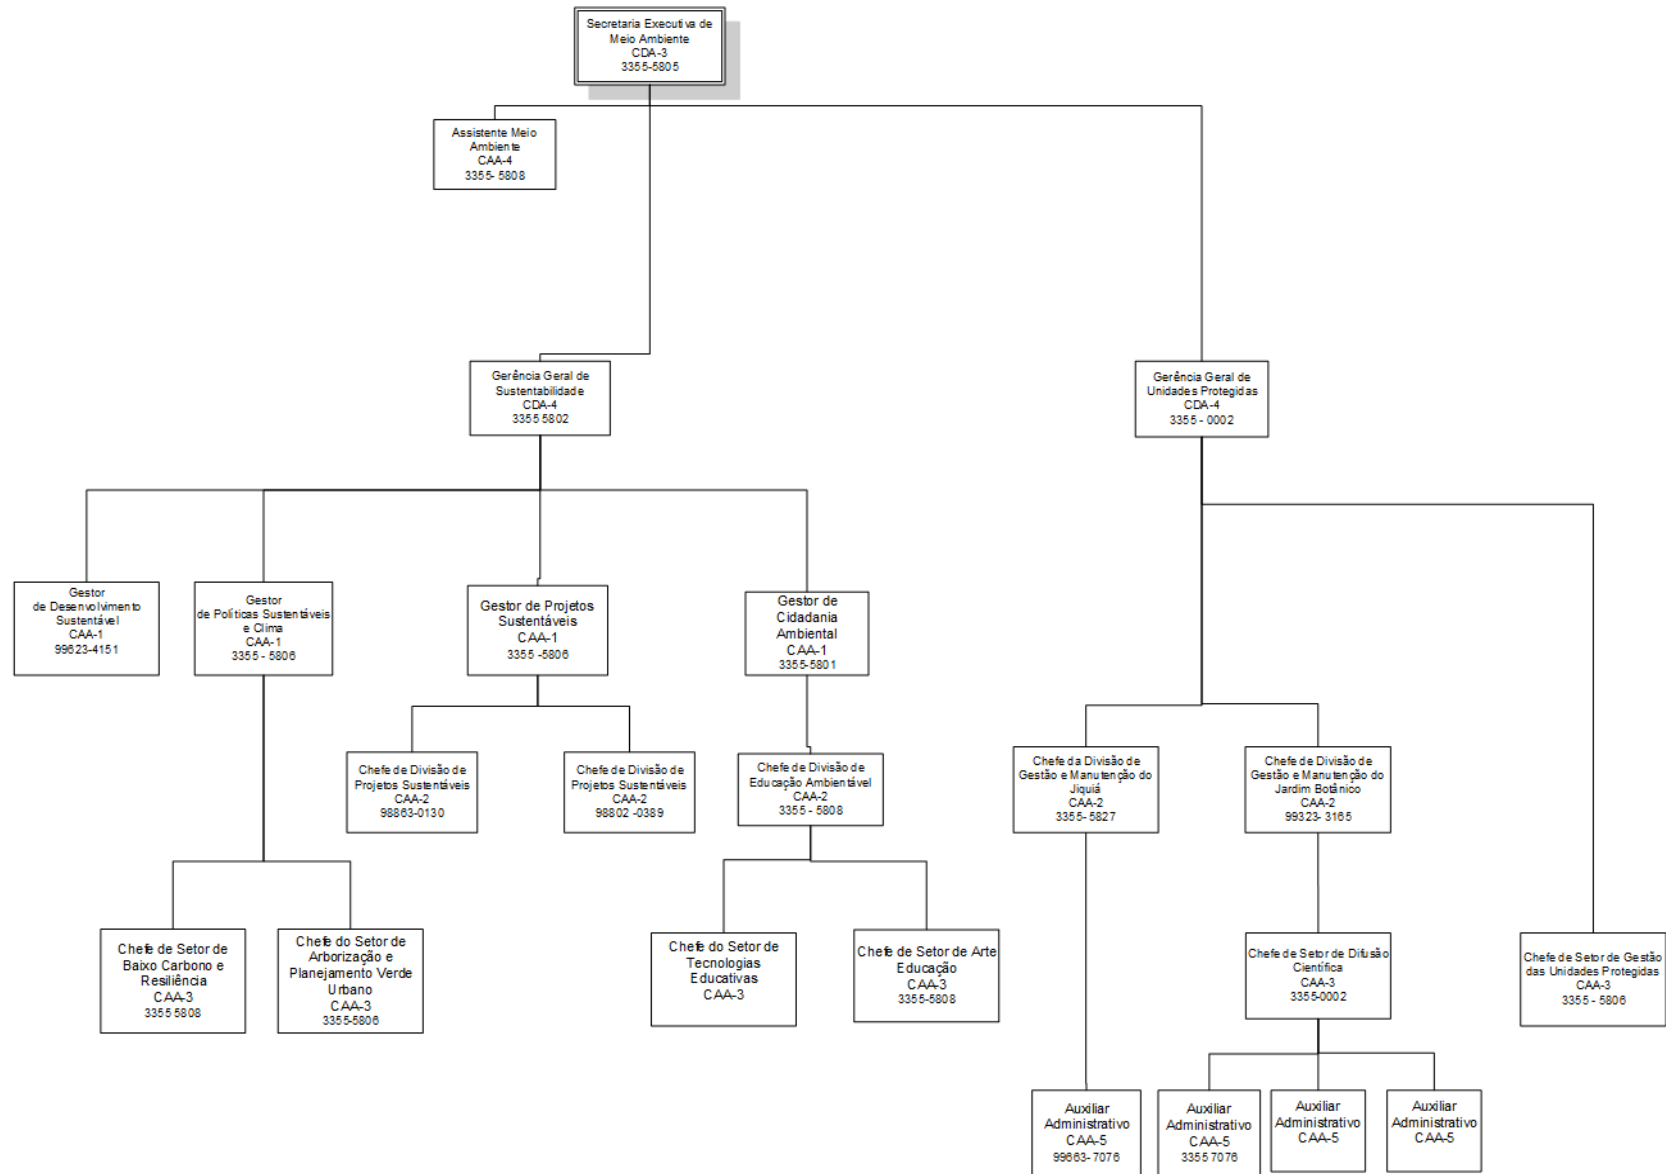 Secretaria Executiva de
Meio Ambiente
CDA-3
3355-5805
Assistente Meio
Ambiente
CAA-4
3355- 5808
Gerência Geral de
Sustentabilidade
CDA-4
3355 5802
Gerência Geral de
Unidades Protegidas
CDA-4
3355 - 0002
Gestor
de Desenvolvimento
Sustentável
CAA-1
99623-4151
Gestor
de Políticas Sustentáveis
e Clima
CAA-1
3355 - 5806
Gestor de Projetos
Sustentáveis
CAA-1
3355 -5806
Gestor de
Cidadania
Ambiental
CAA-1
3355-5801
Chefe de Divisão de
Projetos Sustentáveis
CAA-2
98863-0130
Chefe de Divisão de
Projetos Sustentáveis
CAA-2
98802 -0389
Chefe de Divisão de
Educação Ambientável
CAA-2
3355 - 5808
Chefe da Divisão de
Gestão e Manutenção do
Jiquiá
CAA-2
3355- 5827
Chefe de Divisão de
Gestão e Manutenção do
Jardim Botânico
CAA-2
99323- 3165
Chefe de Setor de
Baixo Carbono e
Resiliência
CAA-3
3355 5808
Chefe do Setor de
Arborização e
Planejamento Verde
Urbano
CAA-3
3355-5806
Chefe do Setor de
Tecnologias
Educativas
CAA-3
Chefe de Setor de Arte
Educação
CAA-3
3355-5808
Chefe de Setor de Difusão
Científica
CAA-3
3355-0002
Chefe de Setor de Gestão
das Unidades Protegidas
CAA-3
3355 - 5806
Auxiliar
Administrativo
CAA-5
99663- 7076
Auxiliar
Administrativo
CAA-5
3355 7076
Auxiliar
Administrativo
CAA-5
Auxiliar
Administrativo
CAA-5